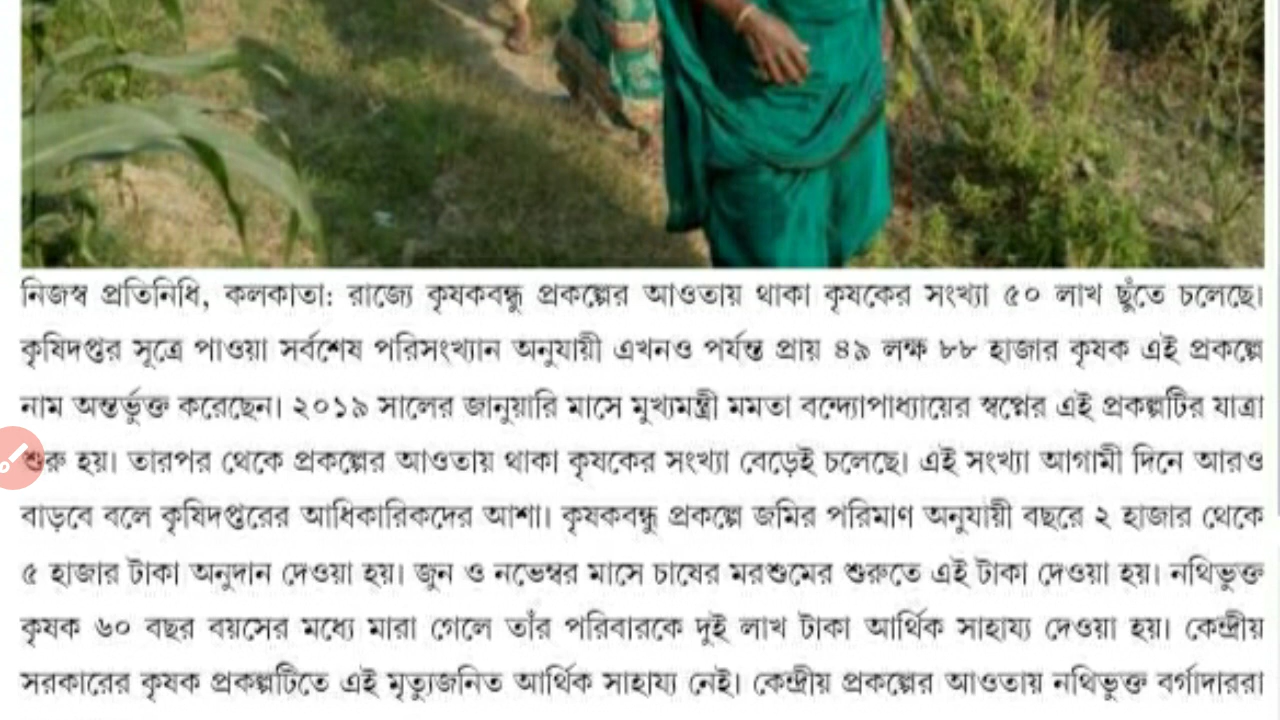 নিজস্ব প্রতিনিধি, কলকাতা: রাজ্যে কৃষকবন্ধু প্রকল্পের আওতায় থাকা কৃষকের সংখ্যা ৫০ লাখ ছুঁতে চলেছে।
কৃষিদপ্তর সূত্রে পাওয়া সর্বশেষ পরিসংখ্যান অনুযায়ী এখনও পর্যন্ত প্রায় ৪৯ লক্ষ ৮৮ হাজার কৃষক এই প্রকল্পে
নাম অন্তর্ভুক্ত করেছেন। ২০১৯ সালের জানুয়ারি মাসে মুখ্যমন্ত্রী মমতা বন্দ্যোপাধ্যায়ের স্বপ্নের এই প্রকল্পটির যাত্রা
শুরু হয়। তারপর থেকে প্রকল্পের আওতায় থাকা কৃষকের সংখ্যা বেড়েই চলেছে। এই সংখ্যা আগামী দিনে আরও
বাড়বে বলে কৃষিদপ্তরের আধিকারিকদের আশা। কৃষকবন্ধু প্রকল্পে জমির পরিমাণ অনুযায়ী বছরে ২ হাজার থেকে
৫ হাজার টাকা অনুদান দেওয়া হয়। জুন ও নভেম্বর মাসে চাষের মরশুমের শুরুতে এই টাকা দেওয়া হয়। নথিভুক্ত
কৃষক ৬০ বছর বয়সের মধ্যে মারা গেলে তাঁর পরিবারকে দুই লাখ টাকা আর্থিক সাহায্য দেওয়া হয়। কেন্দ্রীয়
সরকারের কৃষক প্রকল্পটিতে এই মৃত্যুজনিত আর্থিক সাহায্য নেই। কেন্দ্রীয় প্রকল্পের আওতায় নথিভুক্ত বর্গাদাররা